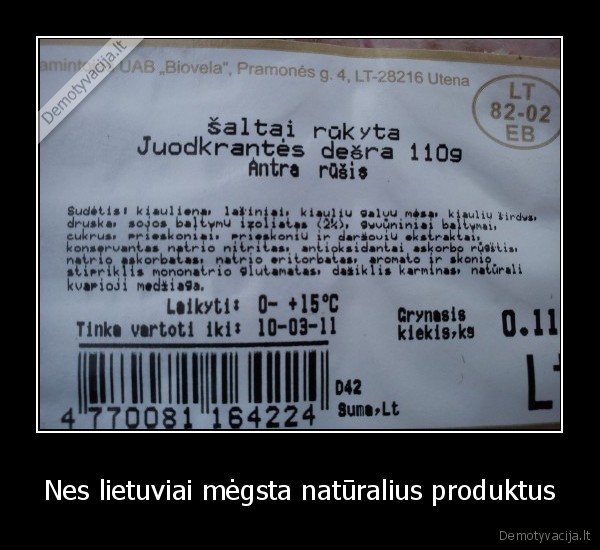 Demotyvacija.lt
UAB „Biovela“, Pramonės g. 4, LT-28216 Utena
LT
82-02
EB
šaltai rūkyta
Juodkrantės dešra 110g
Antra rūšis
Sudėtis: kiauliena, lašiniai, kiaulių galvų mėsa, kiaulių širdys,
druska, sojos baltymų izoliatas (2%), gyvūniniai baltymai,
cukrus, prieskoniai, prieskonių ir daržovių ekstraktai,
konservantas natrio nitritas, antioksidantai askorbo rūgštis,
natrio askorbatas, natrio eritorbatas, aromato ir skonio
stipriklis mononatrio glutamatas, dažiklis karminas, natūrali
kvapioji medžiaga.
Laikyti: 0- +15°C
Tinka vartoti iki: 10-03-11
Grynasis
kiekis,kg
0.11
D42
Suma,Lt
4 770081 164224
Nes lietuviai mėgsta natūralius produktus
Demotyvacija.lt